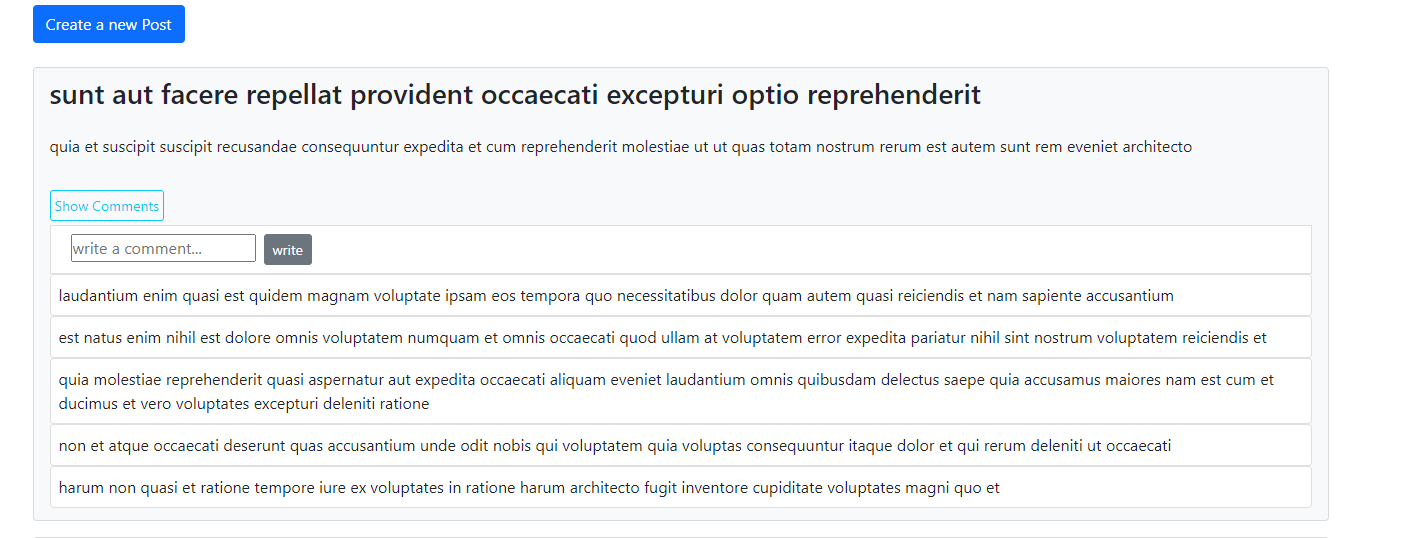 Create a new Post
sunt aut facere repellat provident occaecati excepturi optio reprehenderit
quia et suscipit suscipit recusandae consequuntur expedita et cum reprehenderit molestiae ut ut quas totam nostrum rerum est autem sunt rem eveniet architecto
Show Comments
write a comment...
write
laudantium enim quasi est quidem magnam voluptate ipsam eos tempora quo necessitatibus dolor quam autem quasi reiciendis et nam sapiente accusantium
est natus enim nihil est dolore omnis voluptatem numquam et omnis occaecati quod ullam at voluptatem error expedita pariatur nihil sint nostrum voluptatem reiciendis et
quia molestiae reprehenderit quasi aspernatur aut expedita occaecati aliquam eveniet laudantium omnis quibusdam delectus saepe quia accusamus maiores nam est cum et
ducimus et vero voluptates excepturi deleniti ratione
non et atque occaecati deserunt quas accusantium unde odit nobis qui voluptatem quia voluptas consequuntur itaque dolor et qui rerum deleniti ut occaecati
harum non quasi et ratione tempore iure ex voluptates in ratione harum architecto fugit inventore cupiditate voluptates magni quo et